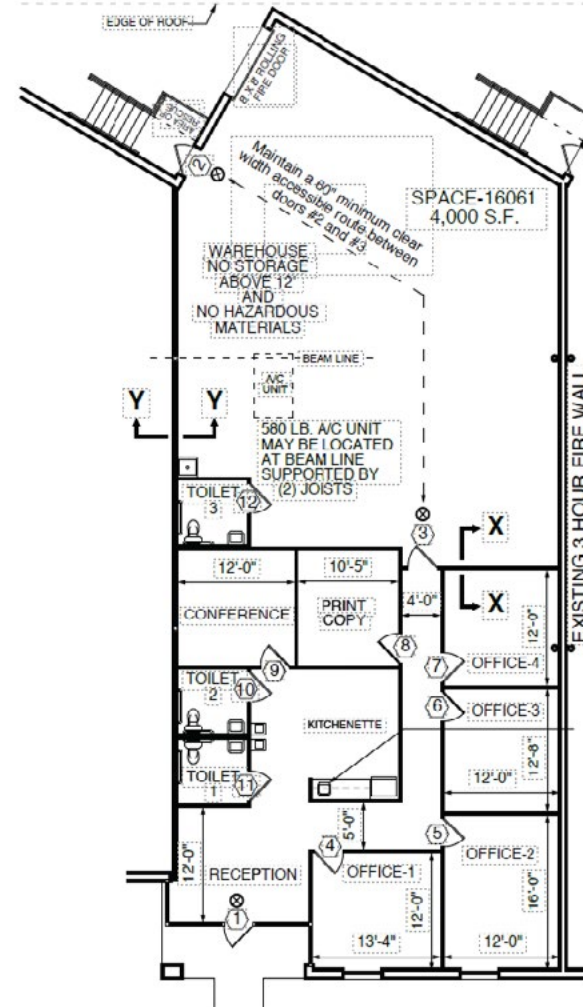 EDGE OF ROOF
8 X 8 ROLLING
FIRE DOOR
AREA OF
RESCUE
2
Maintain a 60" minimum clear
width accessible route between
doors #2 and #3
SPACE-16061
4,000 S.F.
WAREHOUSE
NO STORAGE
ABOVE 12'
AND
NO HAZARDOUS
MATERIALS
BEAM LINE
A/C
UNIT
Y
Y
580 LB. A/C UNIT
MAY BE LOCATED
AT BEAM LINE
SUPPORTED BY
(2) JOISTS
EXISTING 3 HOUR FIRE WALL
TOILET
3
12
3
X
X
12'-0"
10'-5"
4'-0"
12'-0"
CONFERENCE
PRINT
COPY
8
9
7
OFFICE-4
TOILET
2
10
6
OFFICE-3
KITCHENETTE
12'-8"
12'-0"
TOILET
1
11
5'-0"
5
4
OFFICE-2
12'-0"
RECEPTION
OFFICE-1
12'-0"
16'-0"
1
13'-4"
12'-0"